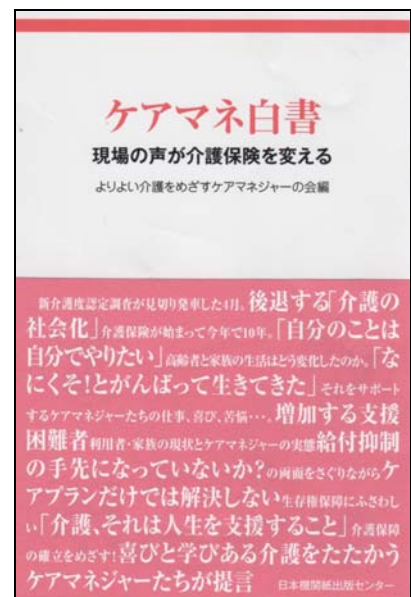 ケアマネ白書
現場の声が介護保険を変える
よりよい介護をめざすケアマネジャーの会編
新介護度認定調査が見切り発車した4月。後退する「介護の
社会化」介護保険が始まって今年で10年。「自分のことは
自分でやりたい」高齢者と家族の生活はどう変化したのか。「な
にくそ!とがんばって生きてきた」それをサポート
するケアマネジャーたちの仕事、喜び、苦悩…。増加する支援
困難者利用者・家族の現状とケアマネジャーの実態給付抑制
の手先になっていないか?の両面をさぐりながらケ
アプランだけでは解決しない生存権保障にふさわし
い「介護、それは人生を支援すること」介護保障
の確立をめざす!喜びと学びある介護をたたかう
ケアマネジャーたちが提言 日本機関紙出版センター